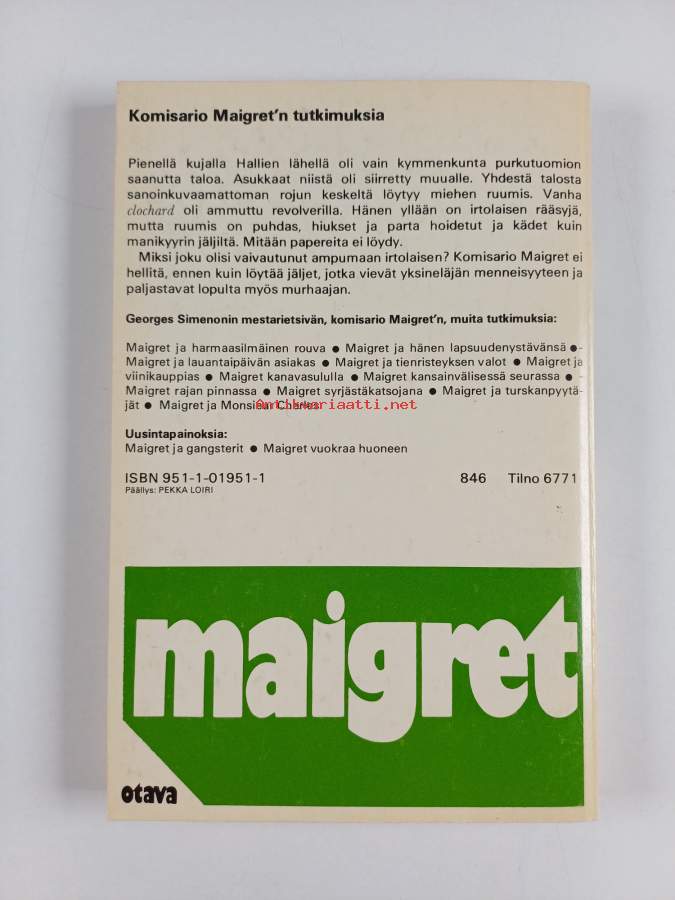 Komisario Maigret'n tutkimuksia
Pienellä kujalla Hallien lähellä oli vain kymmenkunta purkutuomion
saanutta taloa. Asukkaat niistä oli siirretty muualle. Yhdestä talosta
sanoinkuvaamattoman rojun keskeltä löytyy miehen ruumis. Vanha
clochard oli ammuttu revolverilla. Hänen yllään on irtolaisen rääsyjä,
mutta ruumis on puhdas, hiukset ja parta hoidetut ja kädet kuin
manikyyrin jäljiltä. Mitään papereita ei löydy.
Miksi joku olisi vaivautunut ampumaan irtolaisen? Komisario Maigret ei
hellitä, ennen kuin löytää jäljet, jotka vievät yksineläjän menneisyyteen ja
paljastavat lopulta myös murhaajan.
Georges Simenonin mestarietsivän, komisario Maigret'n, muita tutkimuksia:
Maigret ja harmaasilmäinen rouva ● Maigret ja hänen lapsuudenystävänsä ●-
Maigret ja lauantaipäivän asiakas ● Maigret ja tienristeyksen valot ● Maigret ja
viinikauppias ● Maigret kanavasululla ● Maigret kansainvälisessä seurassa ● -
Maigret rajan pinnassa ● Maigret syrjästäkatsojana ● Maigret ja turskanpyytä-
jät ● Maigret ja Monsieur Charles
antikvariaatti.net
Uusintapainoksia:
Maigret ja gangsterit ● Maigret vuokraa huoneen
ISBN 951-1-01951-1 846 Tilno 6771
Päällys: PEKKA LOIRI
maigret
otava